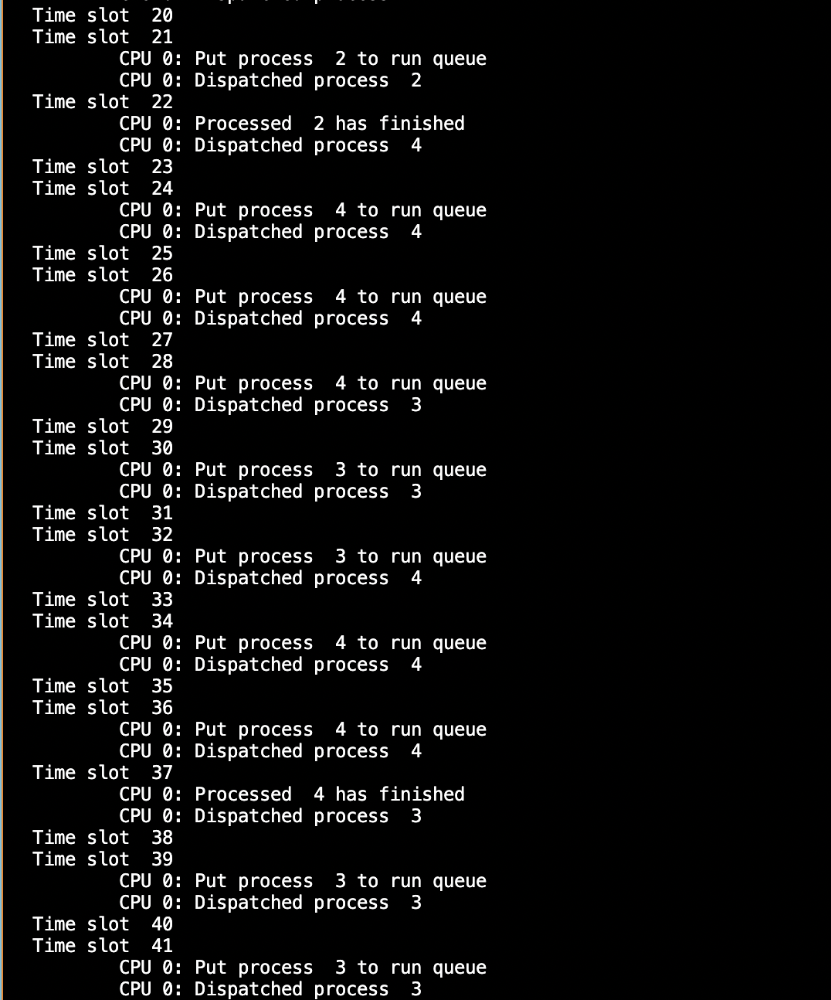 Time slot  20
Time slot  21
        CPU 0: Put process  2 to run queue
        CPU 0: Dispatched process  2
Time slot  22
        CPU 0: Processed  2 has finished
        CPU 0: Dispatched process  4
Time slot  23
Time slot  24
        CPU 0: Put process  4 to run queue
        CPU 0: Dispatched process  4
Time slot  25
Time slot  26
        CPU 0: Put process  4 to run queue
        CPU 0: Dispatched process  4
Time slot  27
Time slot  28
        CPU 0: Put process  4 to run queue
        CPU 0: Dispatched process  3
Time slot  29
Time slot  30
        CPU 0: Put process  3 to run queue
        CPU 0: Dispatched process  3
Time slot  31
Time slot  32
        CPU 0: Put process  3 to run queue
        CPU 0: Dispatched process  4
Time slot  33
Time slot  34
        CPU 0: Put process  4 to run queue
        CPU 0: Dispatched process  4
Time slot  35
Time slot  36
        CPU 0: Put process  4 to run queue
        CPU 0: Dispatched process  4
Time slot  37
        CPU 0: Processed  4 has finished
        CPU 0: Dispatched process  3
Time slot  38
Time slot  39
        CPU 0: Put process  3 to run queue
        CPU 0: Dispatched process  3
Time slot  40
Time slot  41
        CPU 0: Put process  3 to run queue
        CPU 0: Dispatched process  3